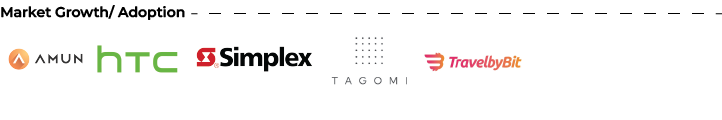 Market Growth/ Adoption
AMUN hTC Simplex TAGOMI TravelbyBit